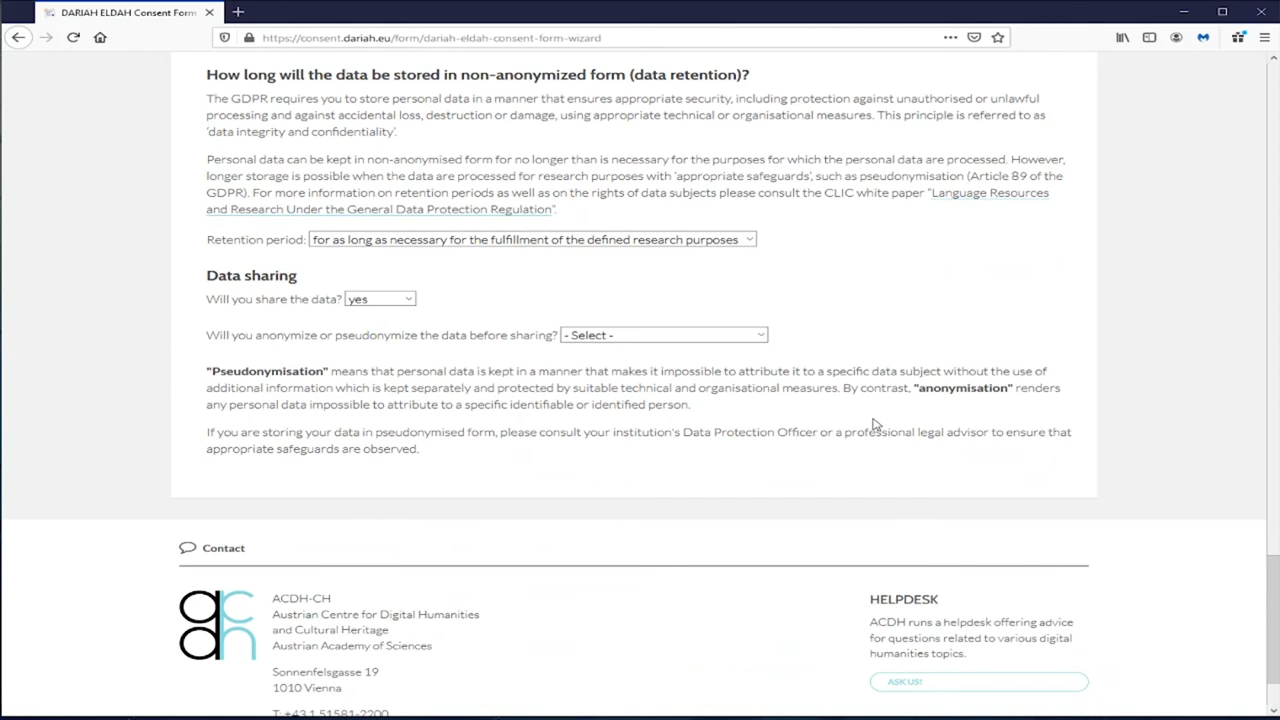 DARIAH ELDAH Consent Form
https://consent.dariah.eu/form/dariah-eldah-consent-form-wizard
How long will the data be stored in non-anonymized form (data retention)?
The GDPR requires you to store personal data in a manner that ensures appropriate security, including protection against unauthorised or unlawful
processing and against accidental loss, destruction or damage, using appropriate technical or organisational measures. This principle is referred to as
'data integrity and confidentiality'.
Personal data can be kept in non-anonymised form for no longer than is necessary for the purposes for which the personal data are processed. However,
longer storage is possible when the data are processed for research purposes with 'appropriate safeguards', such as pseudonymisation (Article 89 of the
GDPR). For more information on retention periods as well as on the rights of data subjects please consult the CLIC white paper "Language Resources
and Research Under the General Data Protection Regulation".
Retention period: for as long as necessary for the fulfillment of the defined research purposes
Data sharing
Will you share the data? yes
Will you anonymize or pseudonymize the data before sharing? - Select -
"Pseudonymisation" means that personal data is kept in a manner that makes it impossible to attribute it to a specific data subject without the use of
additional information which is kept separately and protected by suitable technical and organisational measures. By contrast, "anonymisation" renders
any personal data impossible to attribute to a specific identifiable or identified person.
If you are storing your data in pseudonymised form, please consult your institution's Data Protection Officer or a professional legal advisor to ensure that
appropriate safeguards are observed.
Contact
acdh
ACDH-CH
Austrian Centre for Digital Humanities
and Cultural Heritage
Austrian Academy of Sciences
Sonnenfelsgasse 19
1010 Vienna
T: +43 1 51581-2200
HELPDESK
ACDH runs a helpdesk offering advice
for questions related to various digital
humanities topics.
ASK US!